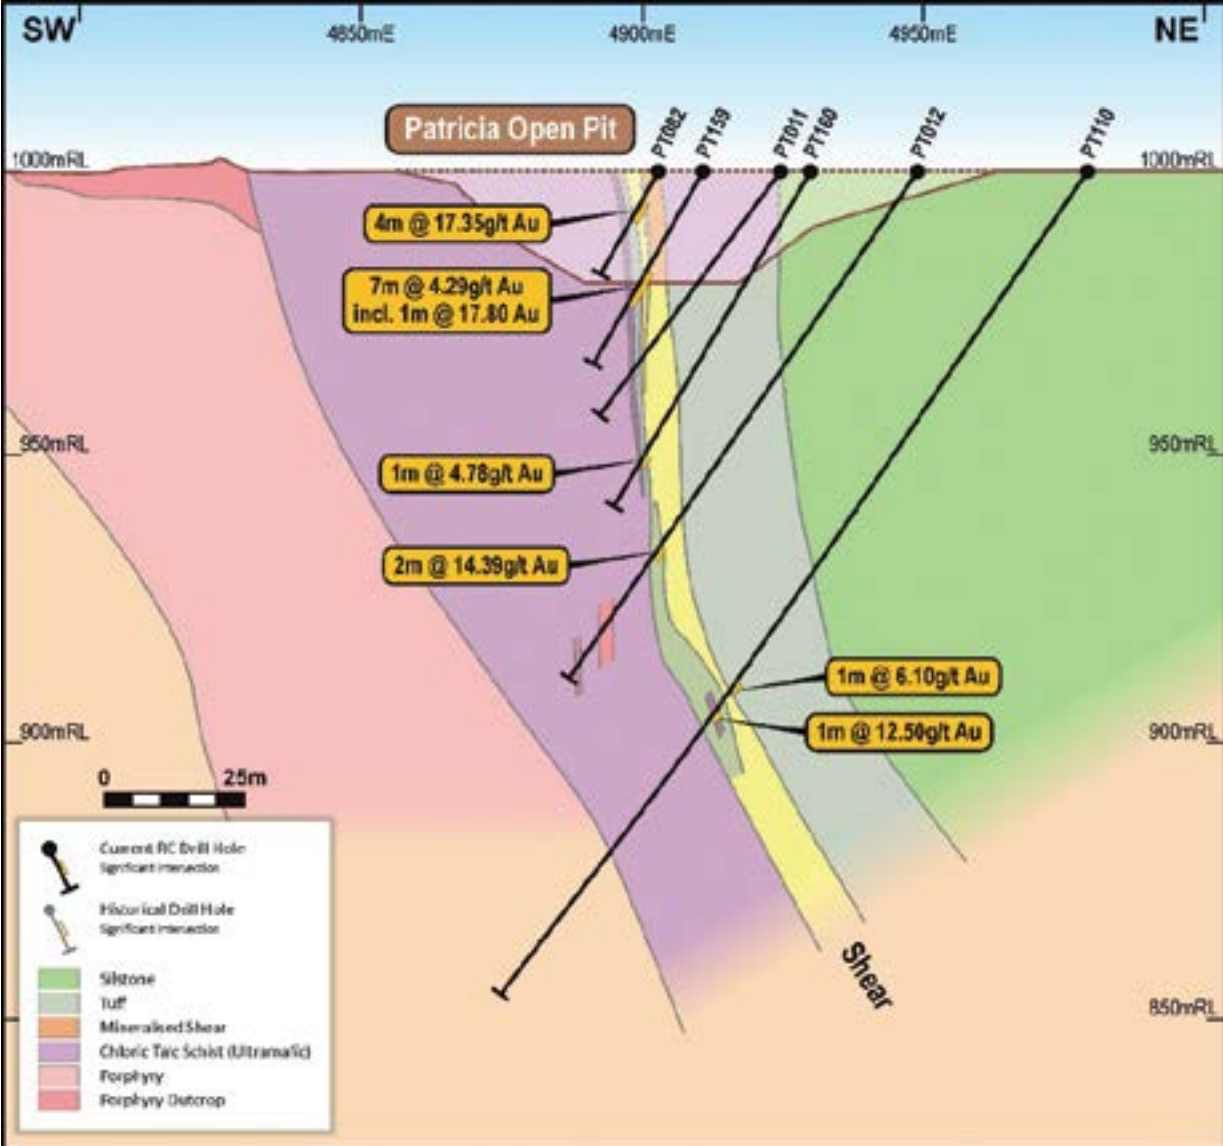 SW
4850mE
4900mE
4950mE
NE
Patricia Open Pit
PT082
PT159
PT011
PT160
PT012
PT110
1000mRL
1000mRL
4m @ 17.35g/t Au
7m @ 4.29g/t Au
incl. 1m @ 17.80 Au
950mRL
950mRL
1m @ 4.78g/t Au
2m @ 14.39g/t Au
1m @ 6.10g/t Au
1m @ 12.50g/t Au
900mRL
900mRL
0 25m
Shear
850mRL
Current RC Drill Hole
Significant Intersection
Historical Drill Hole
Significant Intersection
Siltstone
Tuff
Mineralised Shear
Chloric Talc Schist (Ultramafic)
Porphyry
Porphyry Outcrop